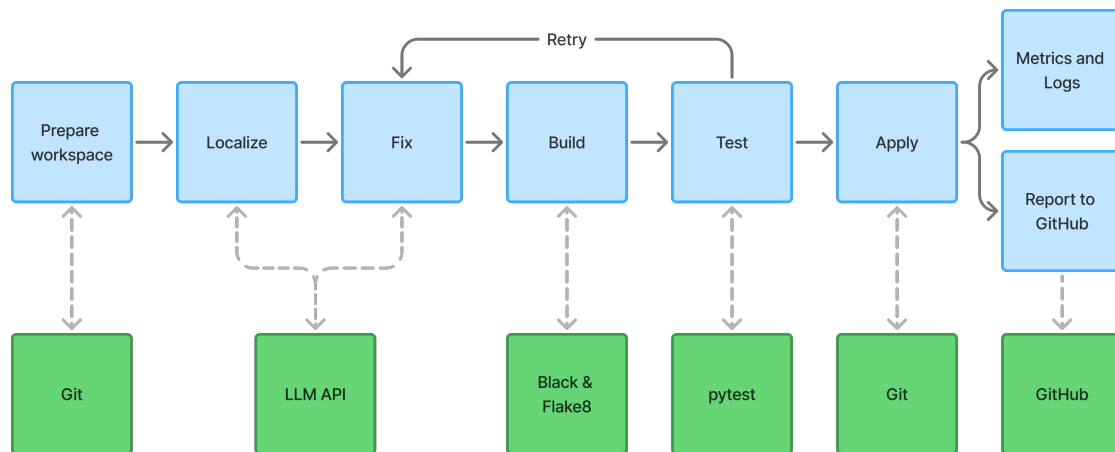 Retry
Metrics and
Logs
Prepare
workspace
Localize
Fix
Build
Test
Apply
Report to
GitHub
Git
LLM API
Black &
Flake8
pytest
Git
GitHub